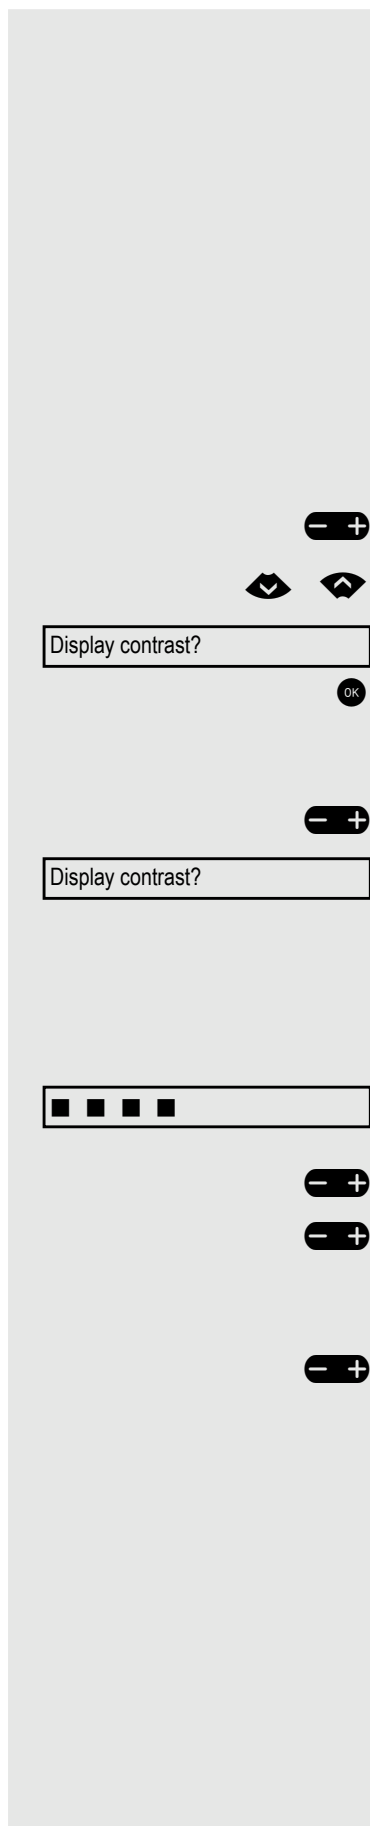 − +
Display contrast?
OK
− +
Display contrast?
■ ■ ■ ■
− +
− +
− +